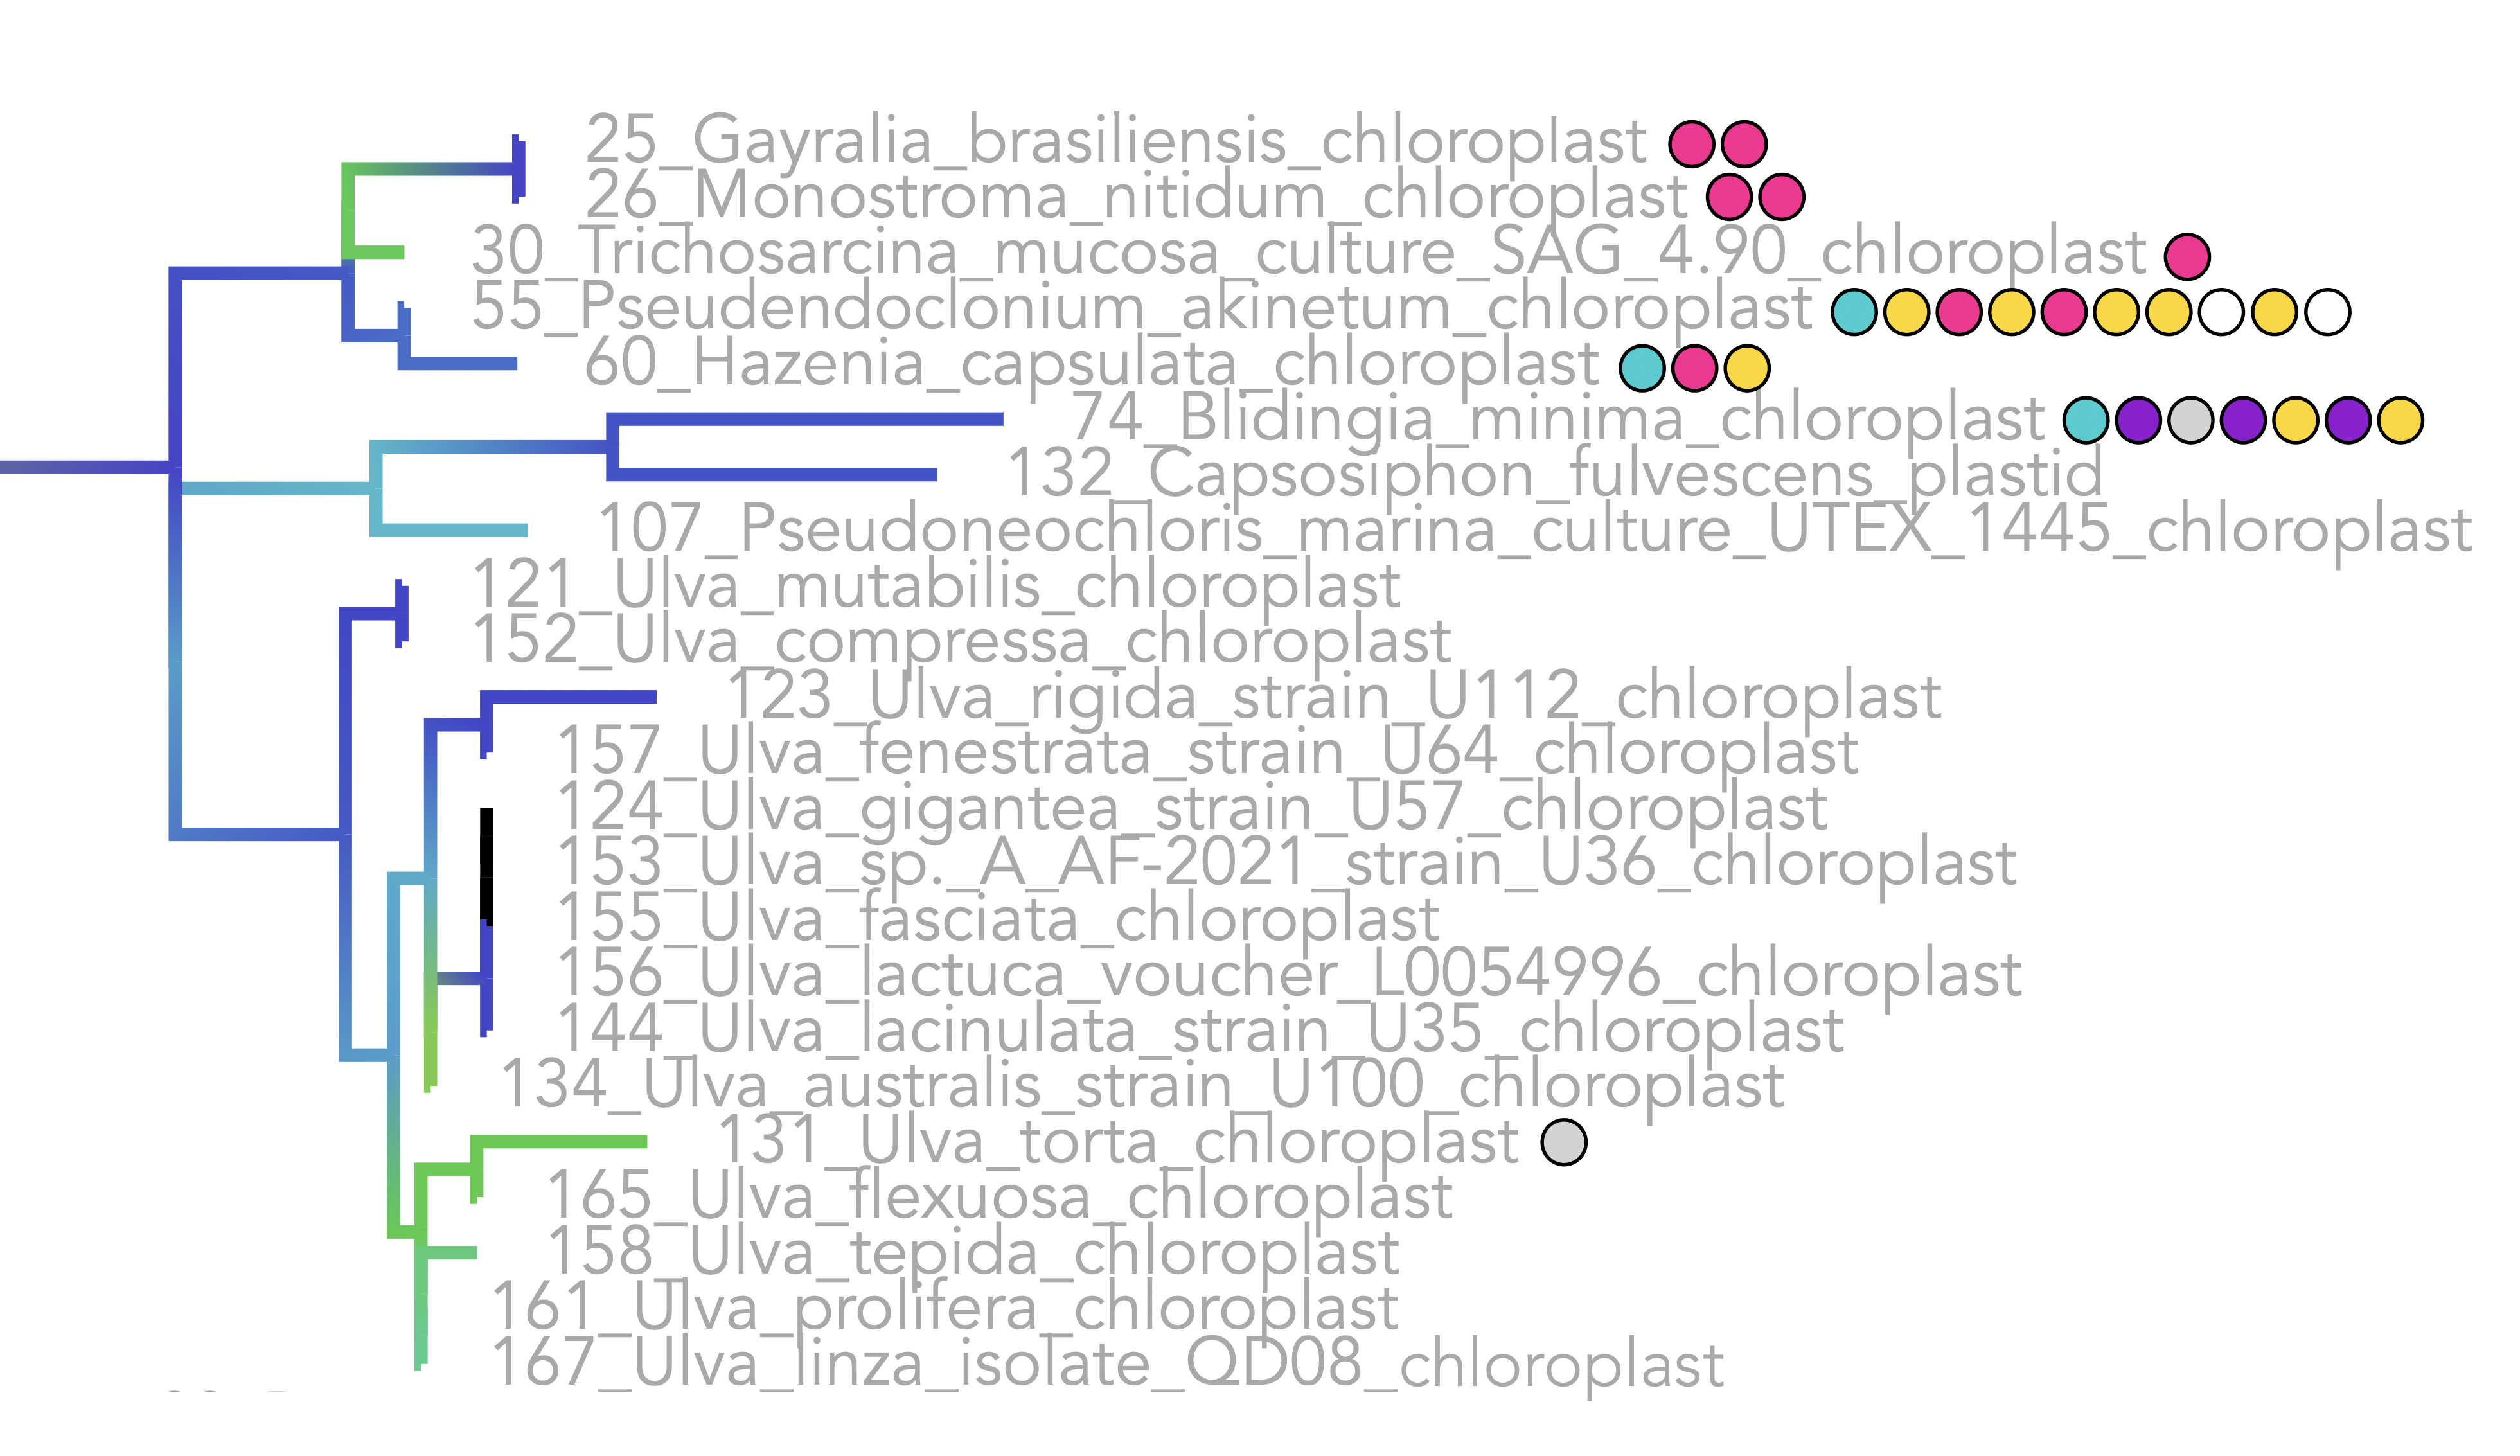 25_Gayralia_brasiliensis_chloroplast
26_Monostroma_nitidum_chloroplast
30_Trichosarcina_mucosa_culture_SAG_4.90_chloroplast
55_Pseudendoclonium_akinetum_chloroplast
60_Hazenia_capsulata_chloroplast
74_Blidingia_minima_chloroplast
132_Capsosiphon_fulvescens_plastid
107_Pseudoneochloris_marina_culture_UTEX_1445_chloroplast
121_Ulva_mutabilis_chloroplast
152_Ulva_compressa_chloroplast
123_Ulva_rigida_strain_U112_chloroplast
157_Ulva_fenestrata_strain_U64_chloroplast
124_Ulva_gigantea_strain_U57_chloroplast
153_Ulva_sp._A_AF-2021_strain_U36_chloroplast
155_Ulva_fasciata_chloroplast
156_Ulva_lactuca_voucher_L0054996_chloroplast
144_Ulva_lacinulata_strain_U35_chloroplast
134_Ulva_australis_strain_U100_chloroplast
131_Ulva_torta_chloroplast
165_Ulva_flexuosa_chloroplast
158_Ulva_tepida_chloroplast
161_Ulva_prolifera_chloroplast
167_Ulva_linza_isolate_QD08_chloroplast